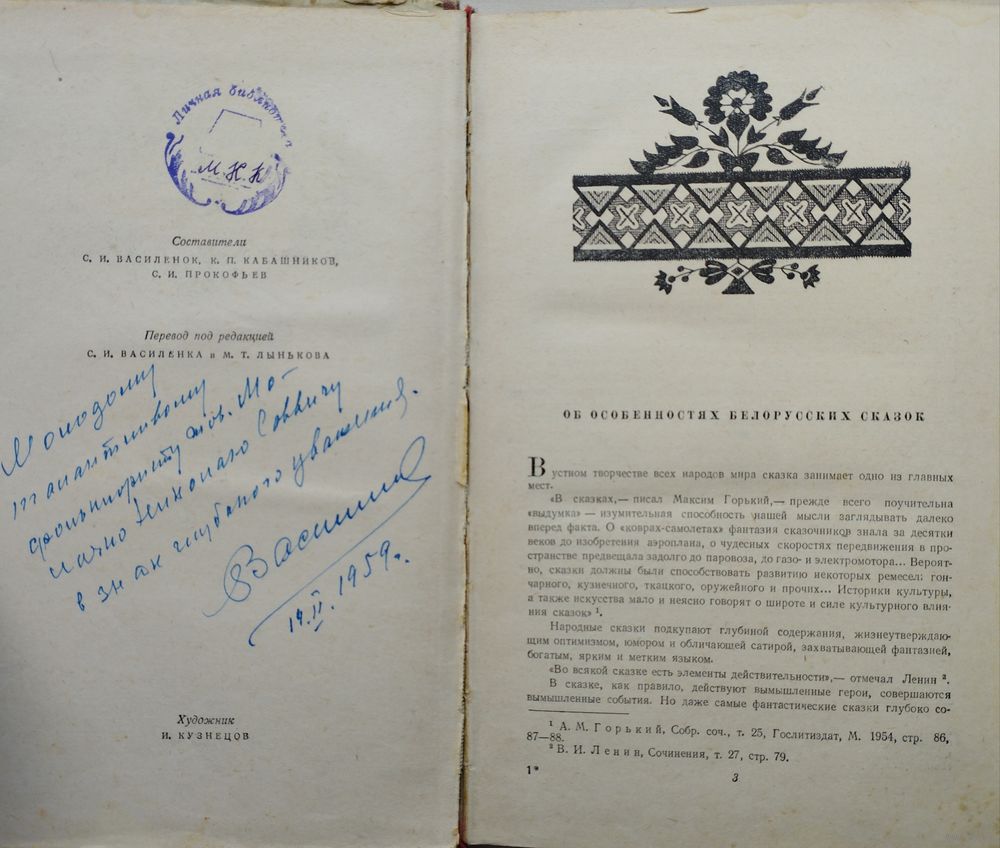 Личная библиотека
М. Н. К
Составители
С. И. ВАСИЛЕНОК, К. П. КАБАШНИКОВ,
С. И. ПРОКОФЬЕВ
Перевод под редакцией
С. И. ВАСИЛЕНКА и М. Т. ЛЫНЬКОВА
Молодому
талантливому
фольклористу тов. Мо-
лочко Николаю Саввичу
в знак глубокого уважения.
19.II.1959г.
Художник
И. КУЗНЕЦОВ
ОБ ОСОБЕННОСТЯХ БЕЛОРУССКИХ СКАЗОК
В устном творчестве всех народов мира сказка занимает одно из главных
мест.
«В сказках,— писал Максим Горький,— прежде всего поучительна
«выдумка» — изумительная способность нашей мысли заглядывать далеко
вперед факта. О «коврах-самолетах» фантазия сказочников знала за десятки
веков до изобретения аэроплана, о чудесных скоростях передвижения в про-
странстве предвещала задолго до паровоза, до газо- и электромотора... Вероят-
но, сказки должны были способствовать развитию некоторых ремесел: гон-
чарного, кузнечного, ткацкого, оружейного и прочих... Историки культуры,
а также искусства мало и неясно говорят о широте и силе культурного влия-
ния сказок» ¹.
Народные сказки подкупают глубиной содержания, жизнеутверждаю-
щим оптимизмом, юмором и обличающей сатирой, захватывающей фантазией,
богатым, ярким и метким языком.
«Во всякой сказке есть элементы действительности»,— отмечал Ленин ².
В сказке, как правило, действуют вымышленные герои, совершаются
вымышленные события. Но даже самые фантастические сказки глубоко со-
¹ А. М. Горький, Собр. соч., т. 25, Гослитиздат, М. 1954, стр. 86,
87—88.
² В. И. Ленин, Сочинения, т. 27, стр. 79.
1*
3